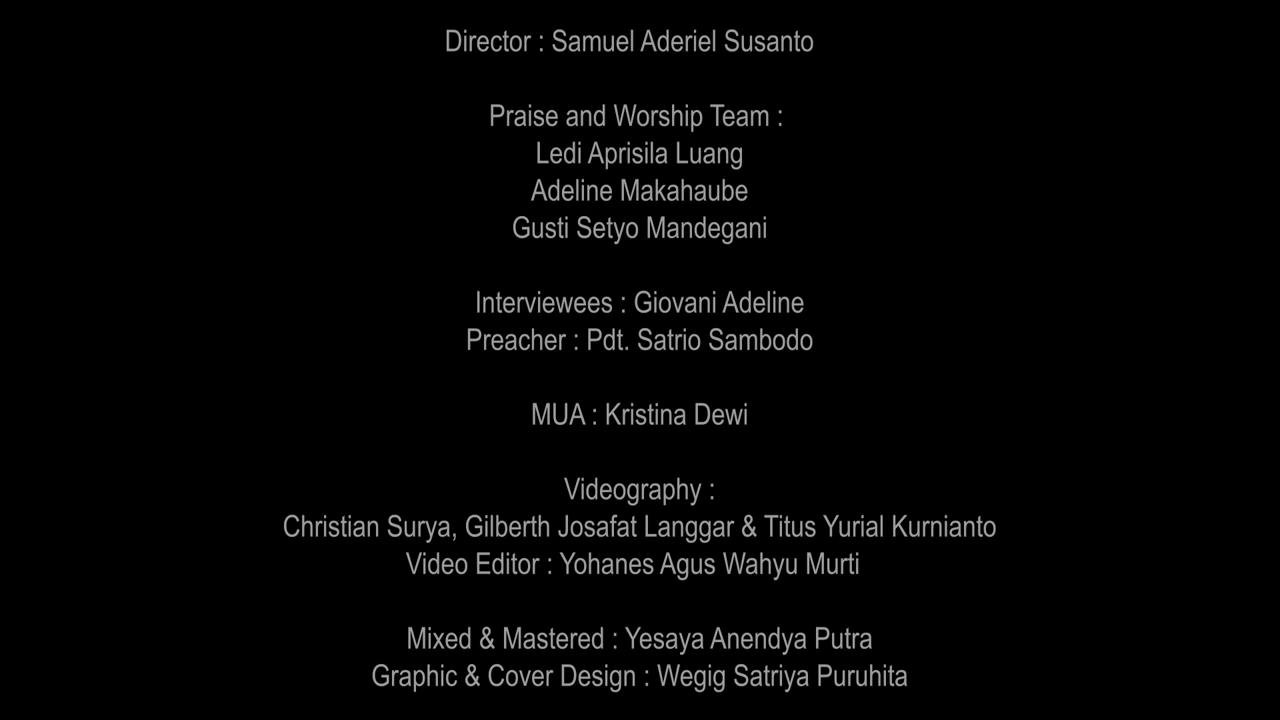 Director : Samuel Aderiel Susanto
Praise and Worship Team :
Ledi Aprisila Luang
Adeline Makahaube
Gusti Setyo Mandegani
Interviewees : Giovani Adeline
Preacher : Pdt. Satrio Sambodo
MUA : Kristina Dewi
Videography :
Christian Surya, Gilberth Josafat Langgar & Titus Yurial Kurnianto
Video Editor : Yohanes Agus Wahyu Murti
Mixed & Mastered : Yesaya Anendya Putra
Graphic & Cover Design : Wegig Satriya Puruhita